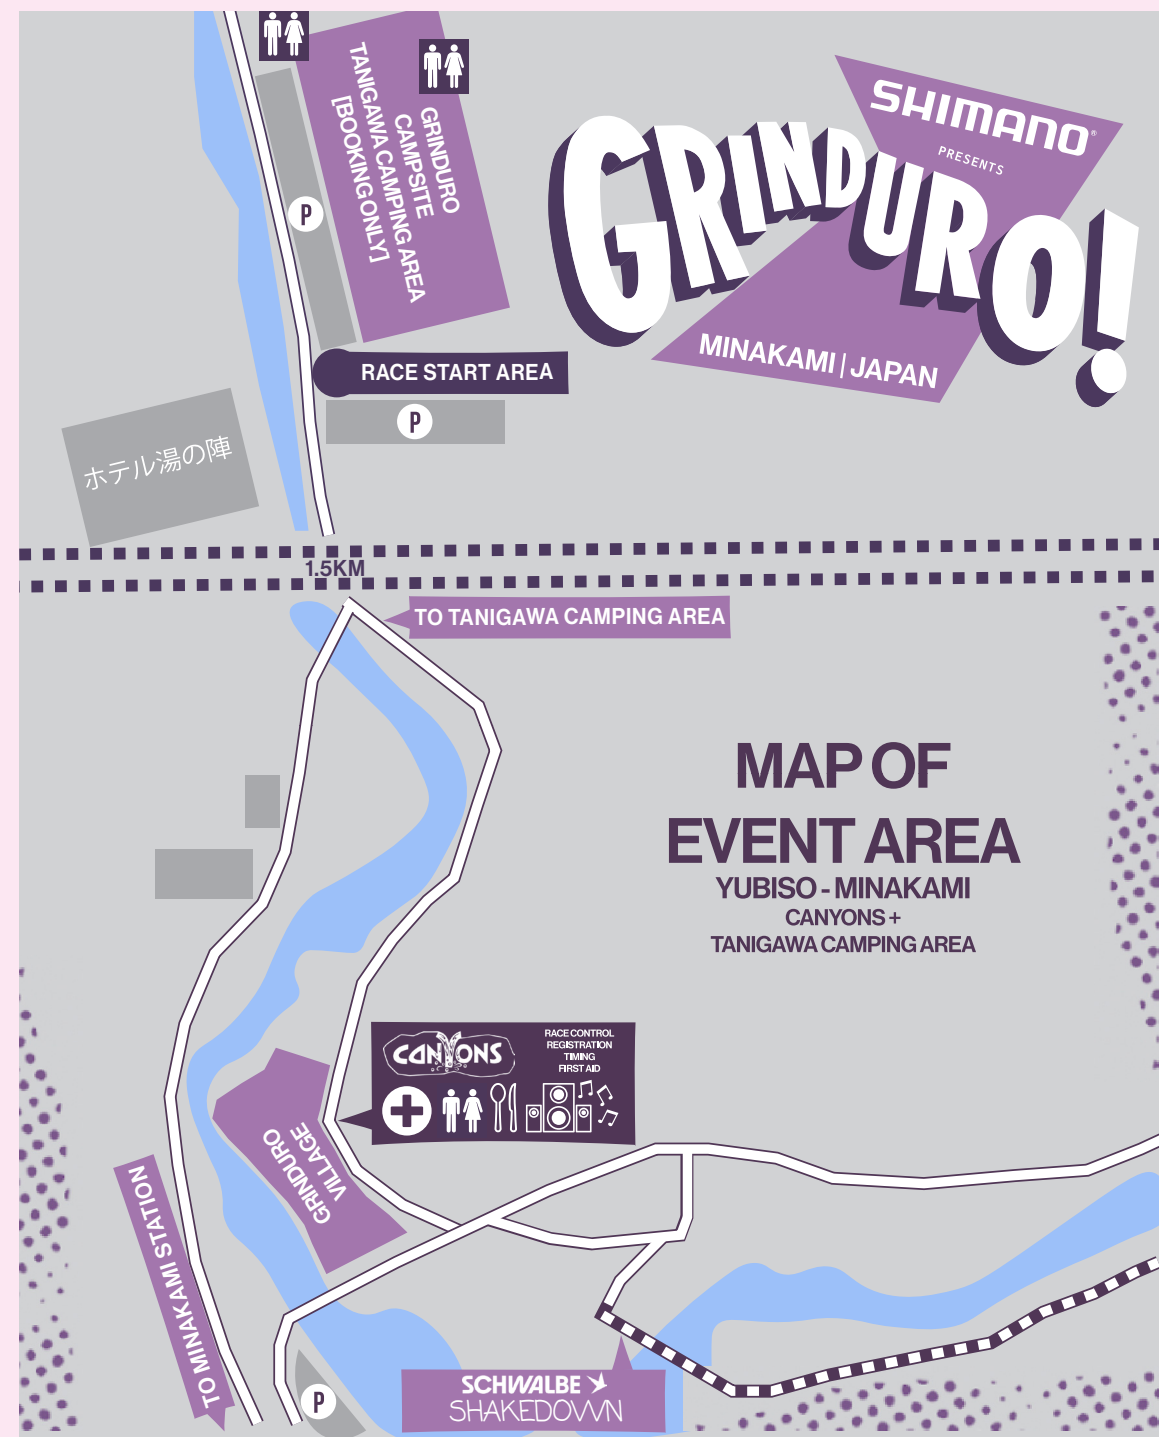 GRINDURO
CAMPSITE
TANIGAWA CAMPING AREA
[BOOKING ONLY]
P
SHIMANO®
PRESENTS
GRINDURO!
MINAKAMI | JAPAN
RACE START AREA
P
ホテル湯の陣
1.5KM
TO TANIGAWA CAMPING AREA
MAP OF
EVENT AREA
YUBISO - MINAKAMI
CANYONS +
TANIGAWA CAMPING AREA
CANYONS
RACE CONTROL
REGISTRATION
TIMING
FIRST AID
GRINDURO
VILLAGE
TO MINAKAMI STATION
P
SCHWALBE
SHAKEDOWN